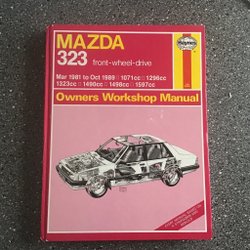 Haynes
MAZDA
323 front-wheel-drive
Mar 1981 to Oct 1989 □ 1071cc □ 1296cc
1323cc □ 1490cc □ 1498cc □ 1597cc
Owners Workshop Manual